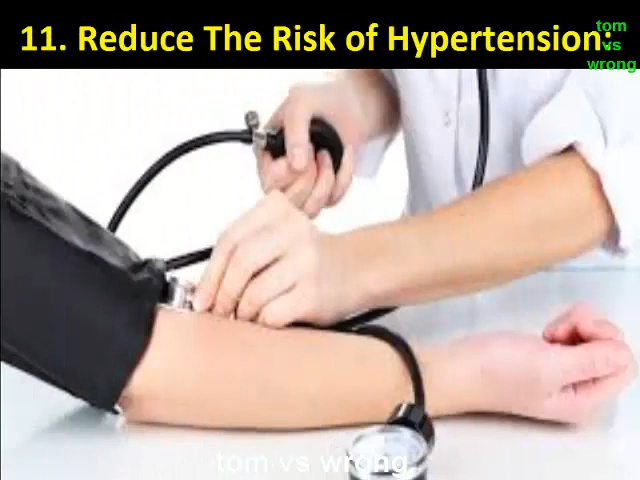 11. Reduce The Risk of Hypertension:
tom
vs
wrong
tom vs wrong